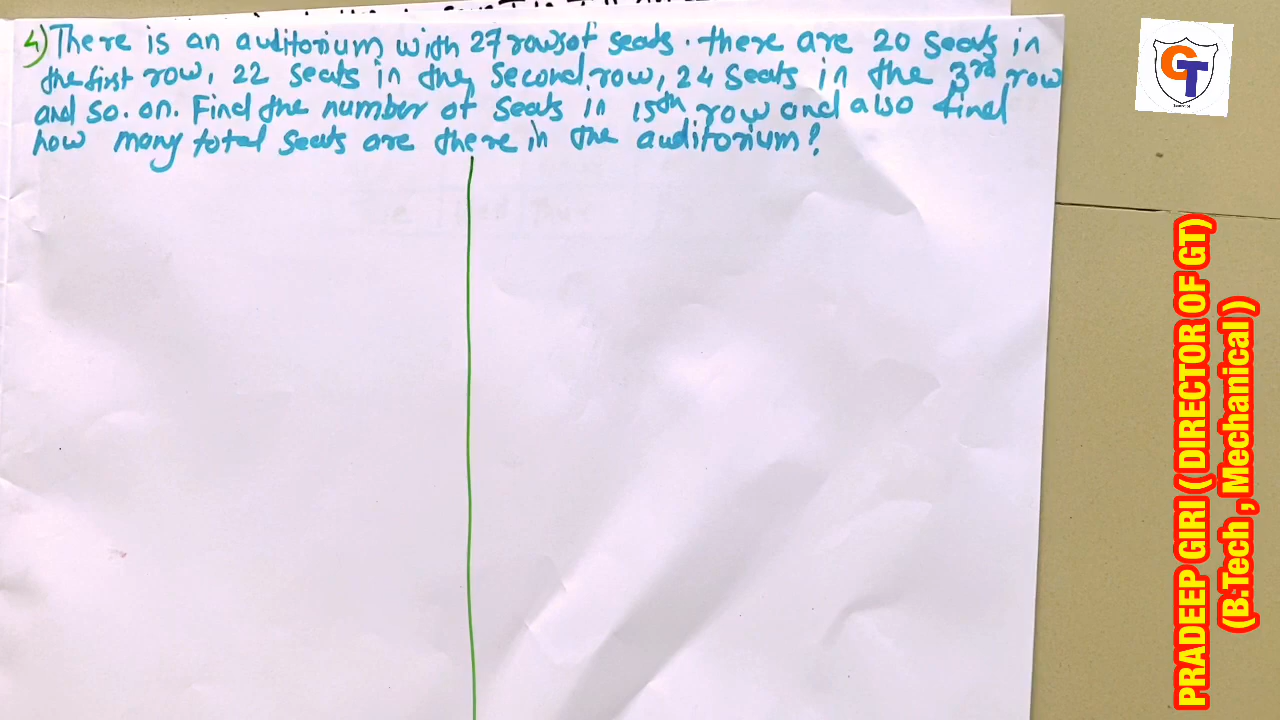 4) There is an auditorium with 27 rows of seats. there are 20 seats in
the first row, 22 seats in the second row, 24 seats in the 3rd row
and so. on. Find the number of seats in 15th row and also find
how many total seats are there in the auditorium?
GT
PRADEEP GIRI ( DIRECTOR OF GT)
(B.Tech , Mechanical )